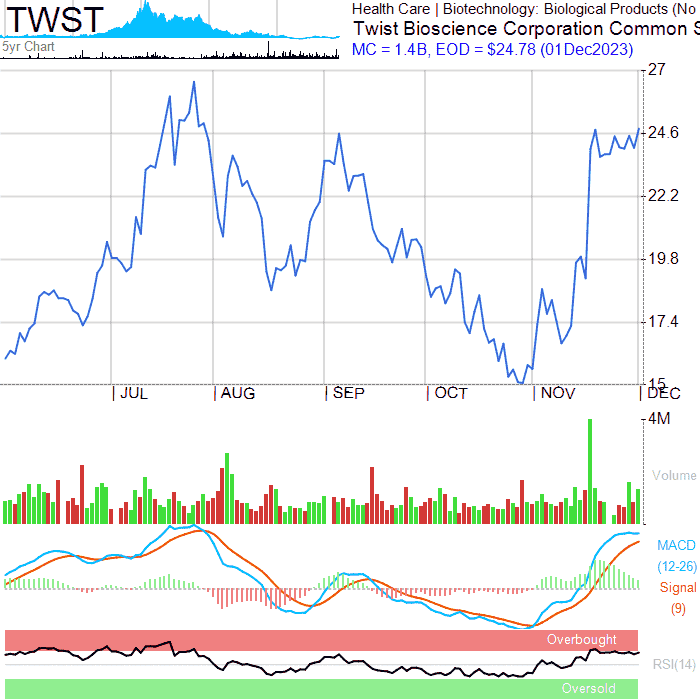 TWST
5yr Chart
Health Care | Biotechnology: Biological Products (No
Twist Bioscience Corporation Common S
MC = 1.4B, EOD = $24.78 (01Dec2023)
27
24.6
22.2
19.8
17.4
15
JUL AUG SEP OCT NOV DEC
4M
Volume
MACD
(12-26)
Signal
(9)
Overbought
RSI(14)
Oversold